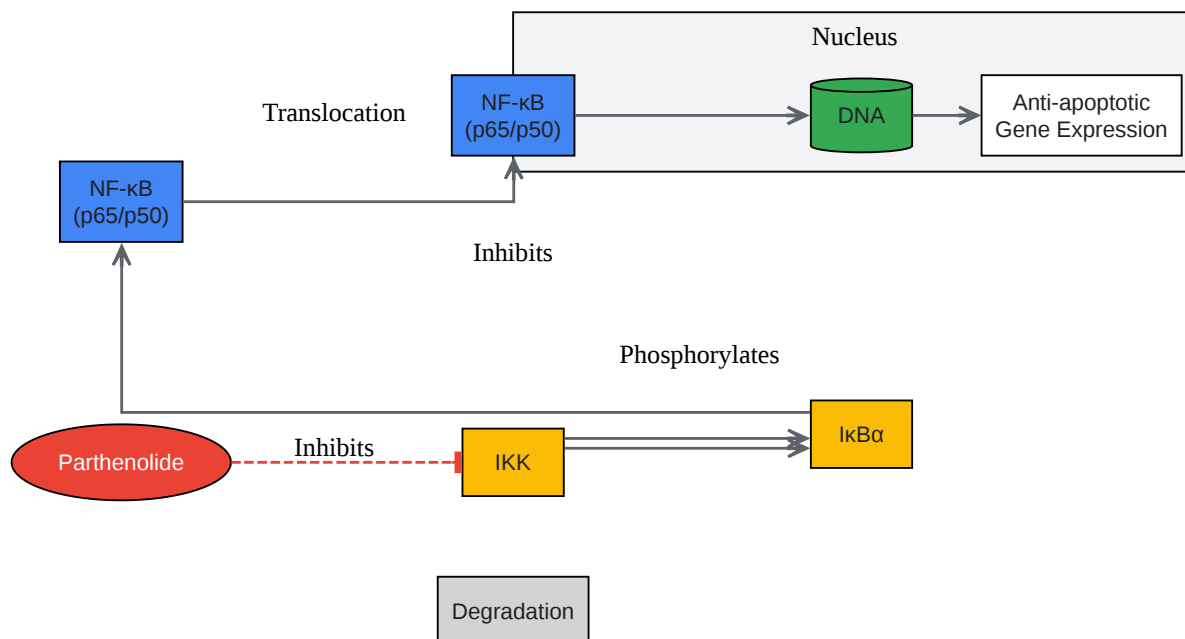 Nucleus
Translocation
NF-κB
(p65/p50)
DNA
Anti-apoptotic
Gene Expression
NF-κB
(p65/p50)
Inhibits
Phosphorylates
Parthenolide
Inhibits
IKK
IκBα
Degradation